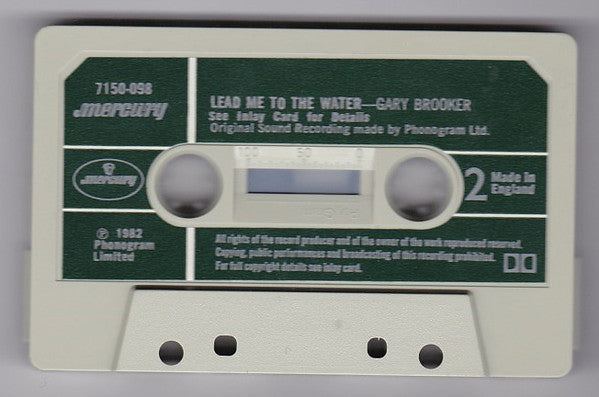 7150-098
mercury
LEAD ME TO THE WATER—GARY BROOKER
See Inlay Card for Details
Original Sound Recording made by Phonogram Ltd.
100 50 0
mercury
2
Made in
England
℗ 1982
Phonogram
Limited
All rights of the record producer and of the owner of the work reproduced reserved.
Copying, public performance and broadcasting of this recording prohibited.
For full copyright details see inlay card.